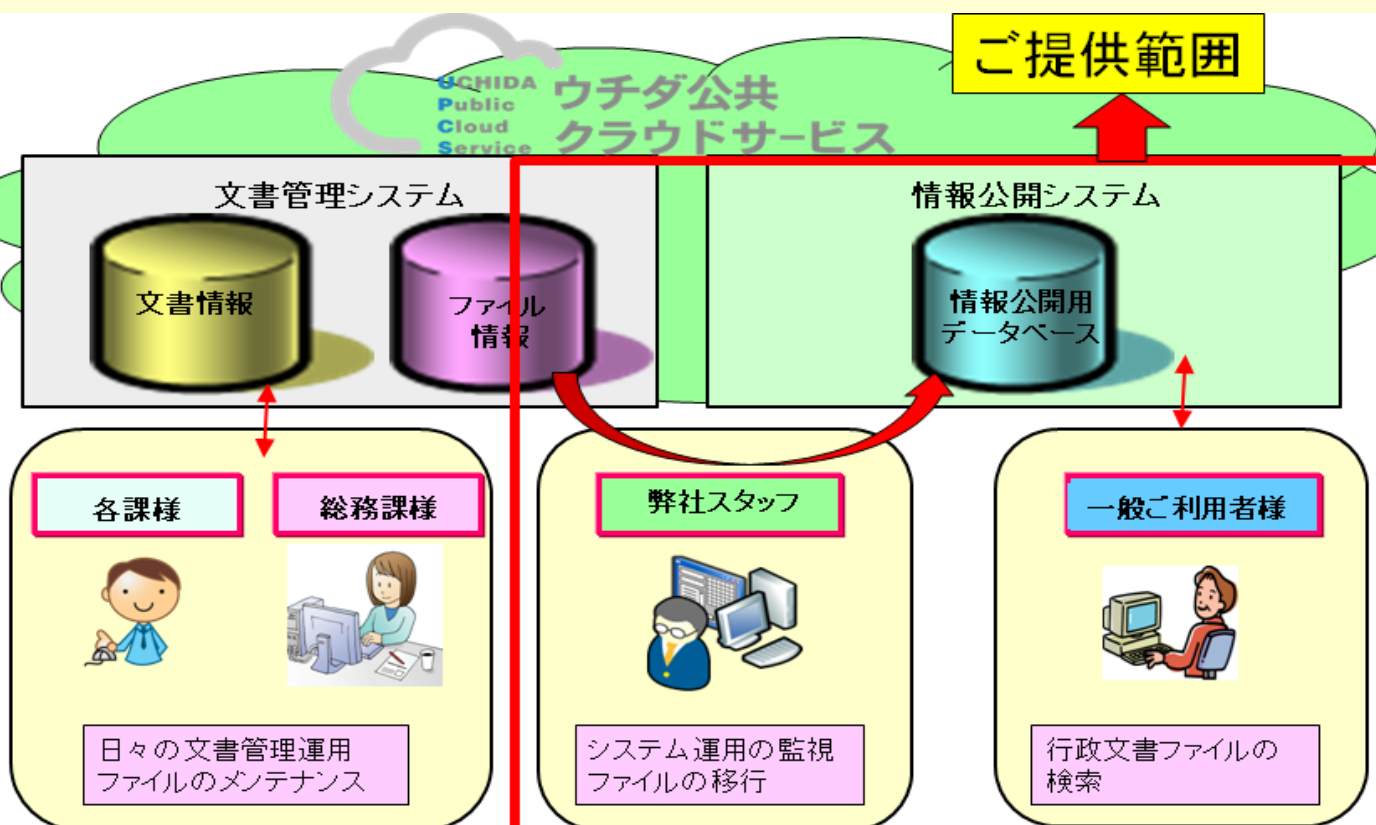 ご提供範囲
UCHIDA
Public
Cloud
Service
ウチダ公共
クラウドサービス
文書管理システム
情報公開システム
文書情報
ファイル
情報
情報公開用
データベース
各課様
総務課様
弊社スタッフ
一般ご利用者様
日々の文書管理運用
ファイルのメンテナンス
システム運用の監視
ファイルの移行
行政文書ファイルの
検索